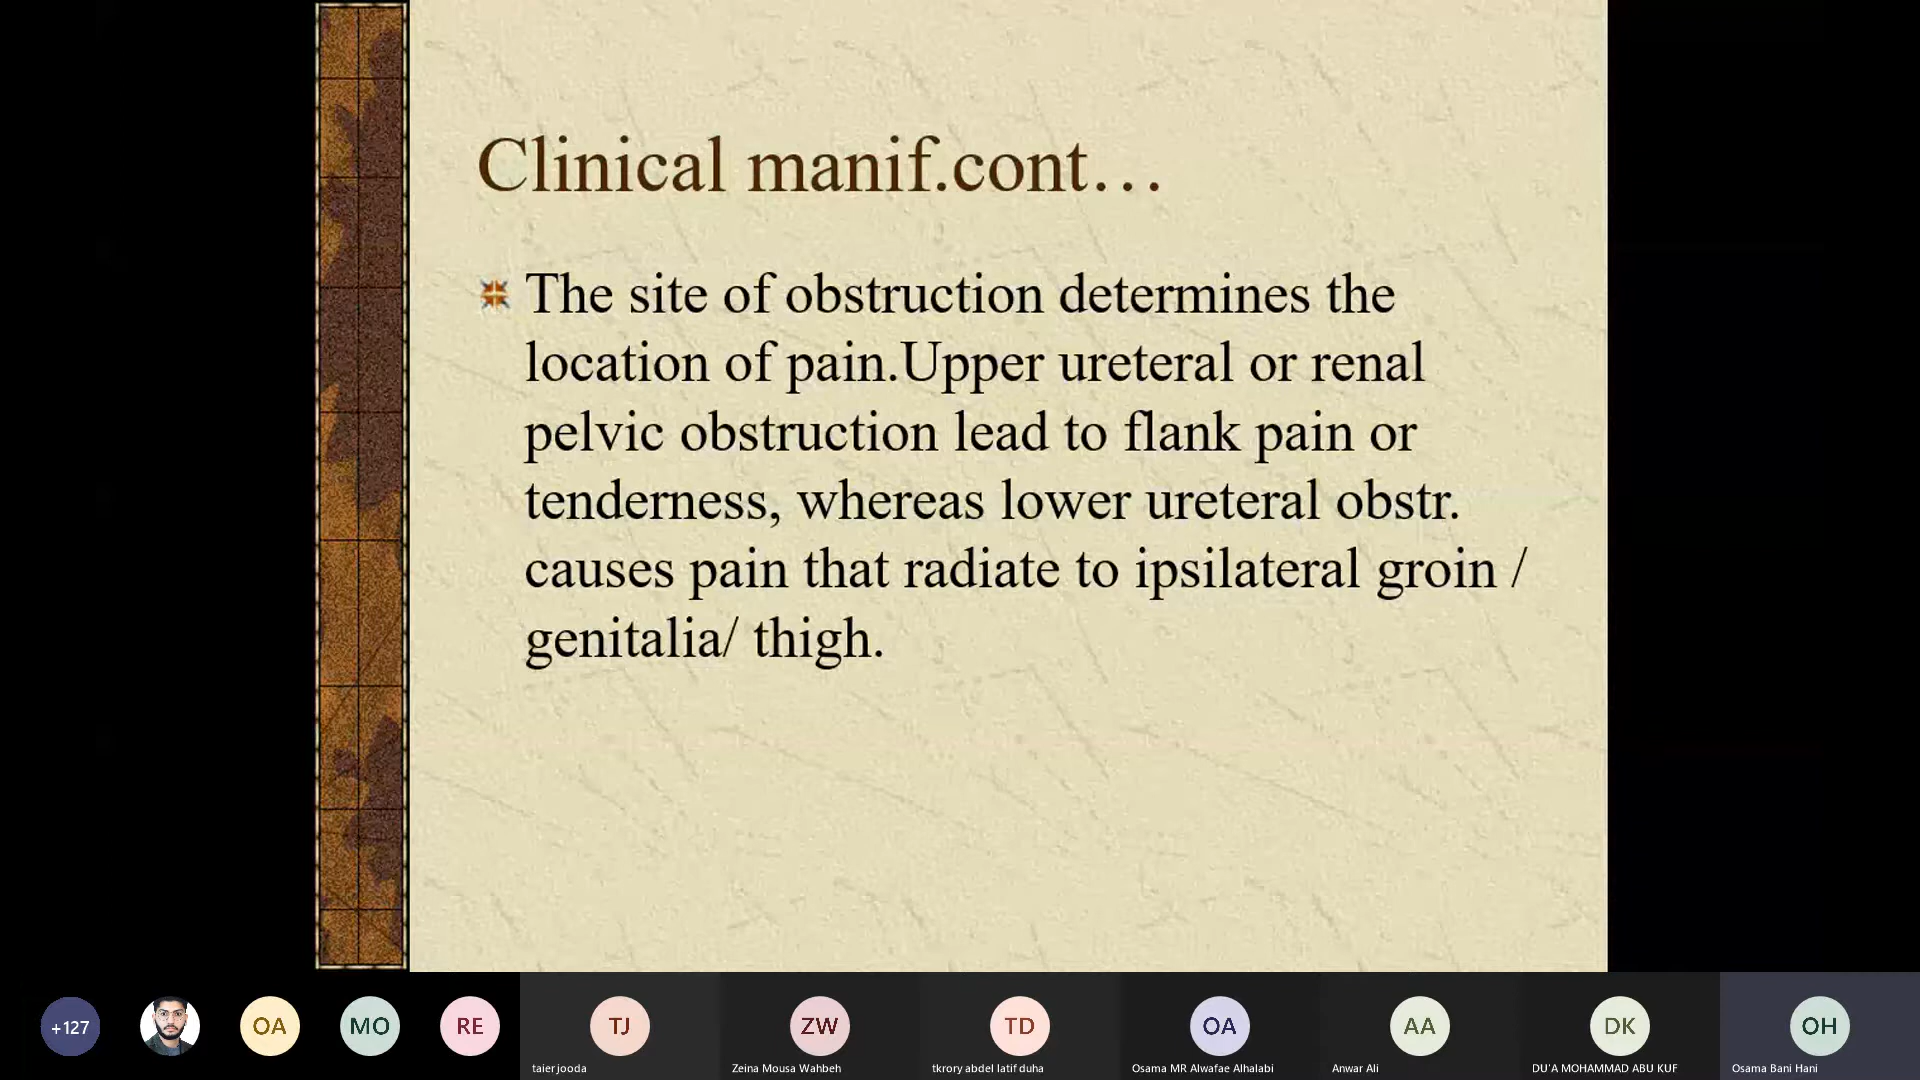 Clinical manif.cont…
The site of obstruction determines the
location of pain.Upper ureteral or renal
pelvic obstruction lead to flank pain or
tenderness, whereas lower ureteral obstr.
causes pain that radiate to ipsilateral groin /
genitalia/ thigh.
+127
OA
MO
RE
TJ
ZW
TD
OA
AA
DK
OH
taier jooda
Zeina Mousa Wahbeh
tkrory abdel latif duha
Osama MR Alwafae Alhalabi
Anwar Ali
DU'A MOHAMMAD ABU KUF
Osama Bani Hani